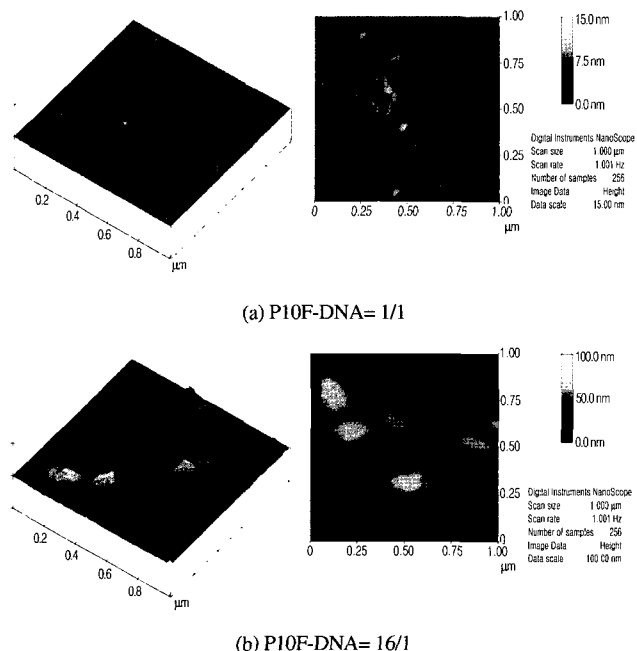 0.2
0.4
0.6
0.8
μm
1.00
0.75
0.50
0.25
0
0
0.25
0.50
0.75
1.00
μm
15.0 nm
7.5 nm
0.0 nm
Digital Instruments NanoScope
Scan size 1.000 μm
Scan rate 1.001 Hz
Number of samples 256
Image Data Height
Data scale 15.00 nm
(a) P10F-DNA= 1/1
0.2
0.4
0.6
0.8
μm
1.00
0.75
0.50
0.25
0
0
0.25
0.50
0.75
1.00
μm
100.0 nm
50.0 nm
0.0 nm
Digital Instruments NanoScope
Scan size 1.000 μm
Scan rate 1.001 Hz
Number of samples 256
Image Data Height
Data scale 100.00 nm
(b) P10F-DNA= 16/1